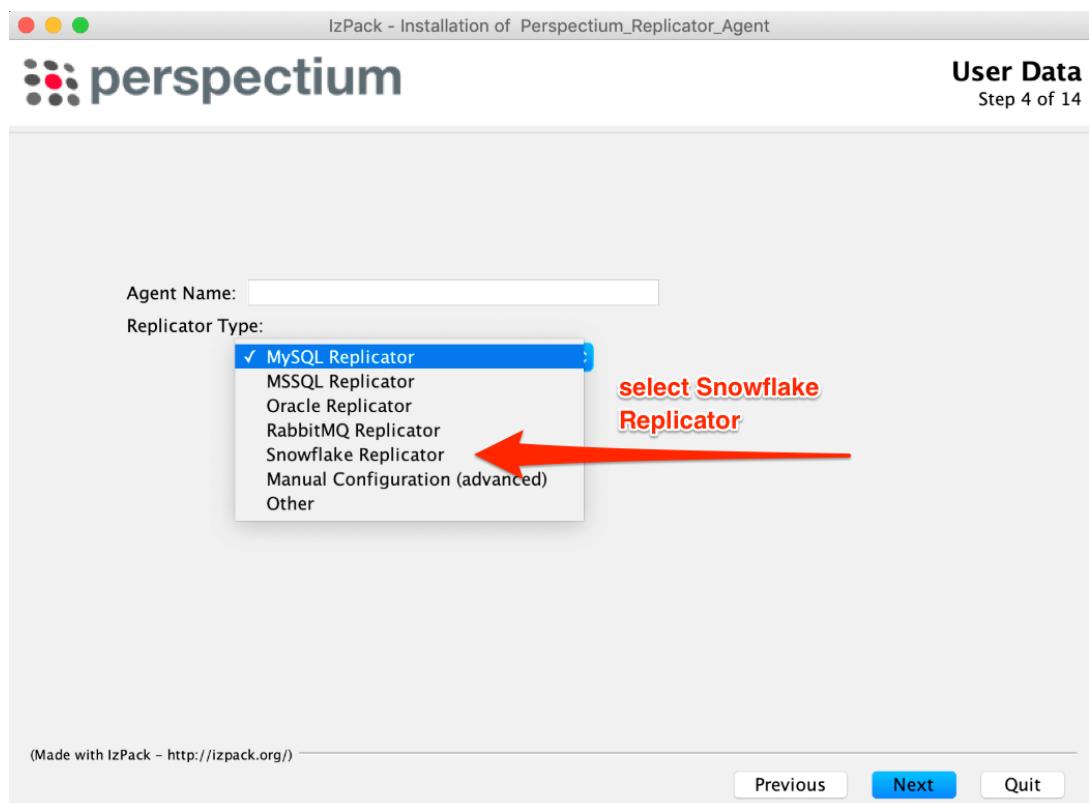 IzPack - Installation of Perspectium_Replicator_Agent
perspectium
User Data
Step 4 of 14
Agent Name:
Replicator Type:
✓ MySQL Replicator
MSSQL Replicator
Oracle Replicator
RabbitMQ Replicator
Snowflake Replicator
Manual Configuration (advanced)
Other
select Snowflake
Replicator
(Made with IzPack - http://izpack.org/)
Previous
Next
Quit